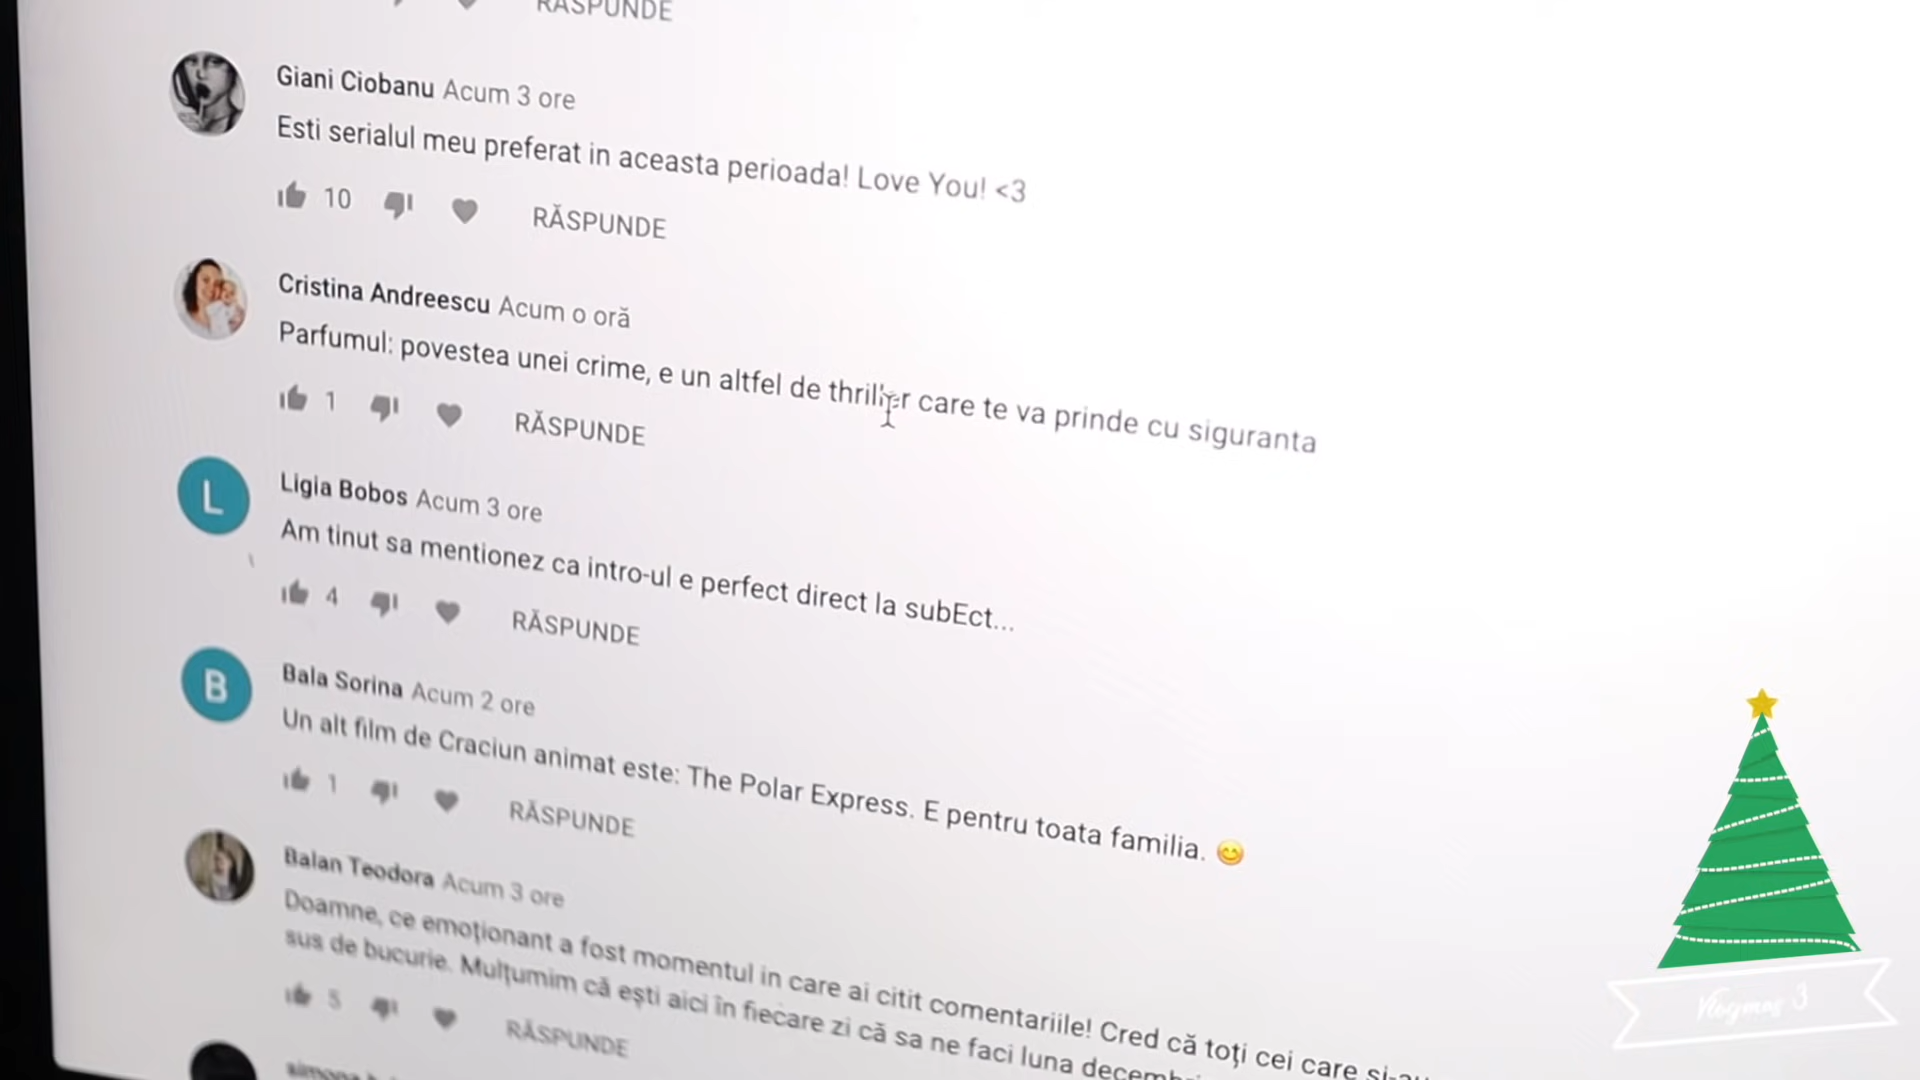 RĂSPUNDE
Giani Ciobanu Acum 3 ore
Esti serialul meu preferat in aceasta perioada! Love You! <3
10 RĂSPUNDE
Cristina Andreescu Acum o oră
Parfumul: povestea unei crime, e un altfel de thriller care te va prinde cu siguranta
1 RĂSPUNDE
L
Ligia Bobos Acum 3 ore
Am tinut sa mentionez ca intro-ul e perfect direct la subEct...
4 RĂSPUNDE
B
Bala Sorina Acum 2 ore
Un alt film de Craciun animat este: The Polar Express. E pentru toata familia. 😊
1 RĂSPUNDE
Balan Teodora Acum 3 ore
Doamne, ce emoționant a fost momentul in care ai citit comentariile! Cred că toți cei care
sus de bucurie. Mulțumim că ești aici în fiecare zi că sa ne faci luna
5 RĂSPUNDE
Vlogmas 3